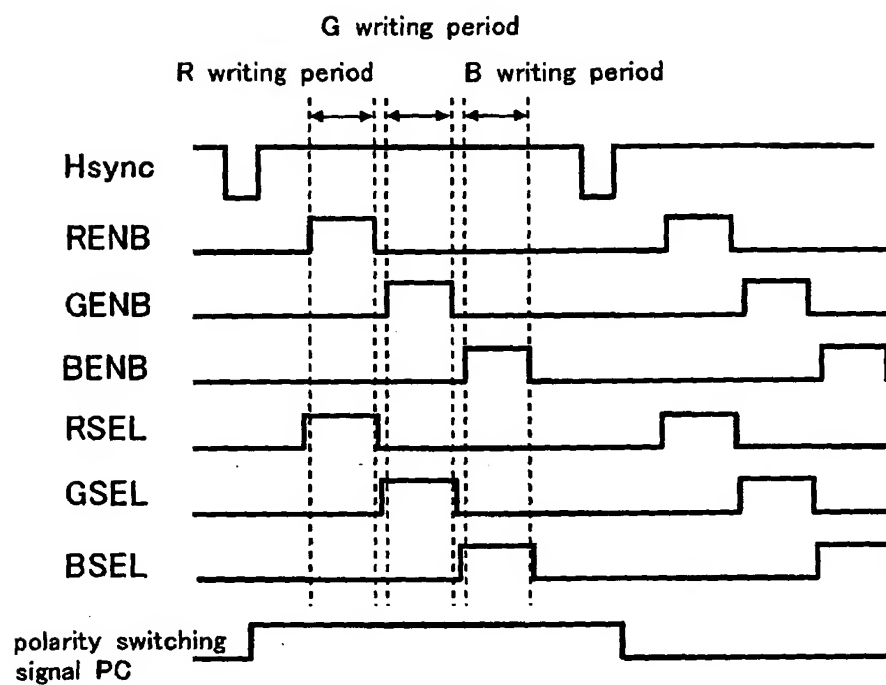 G writing period
R writing period
B writing period
Hsync
RENB
GENB
BENB
RSEL
GSEL
BSEL
polarity switching
signal PC